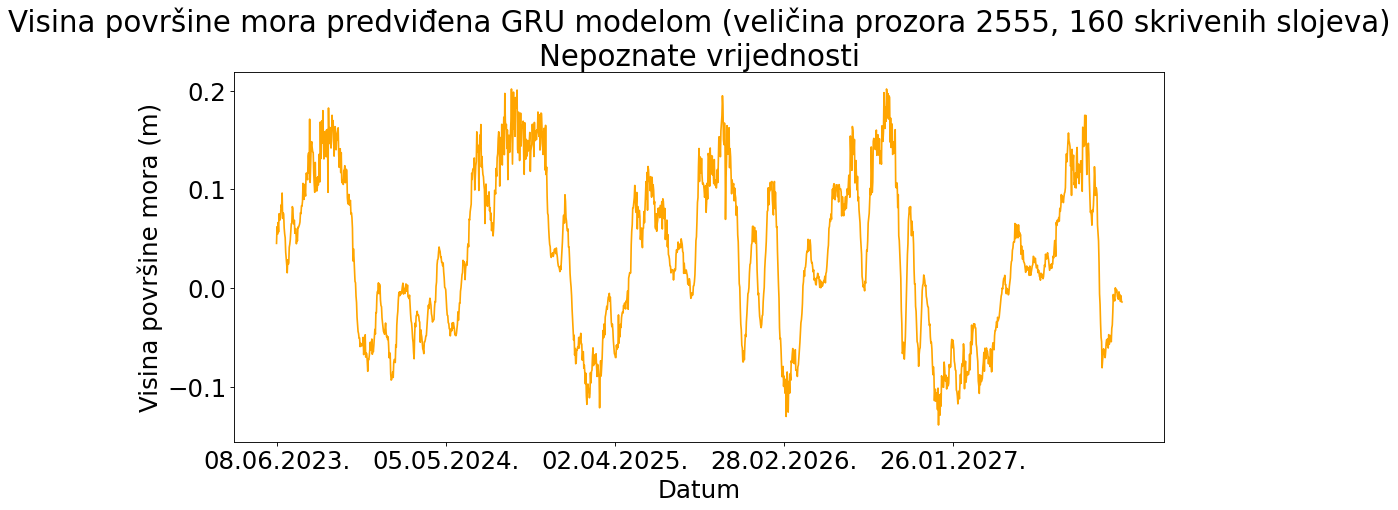 Visina površine mora predviđena GRU modelom (veličina prozora 2555, 160 skrivenih slojeva)
Nepoznate vrijednosti
Visina površine mora (m)
0.2
0.1
0.0
−0.1
08.06.2023. 05.05.2024. 02.04.2025. 28.02.2026. 26.01.2027.
Datum